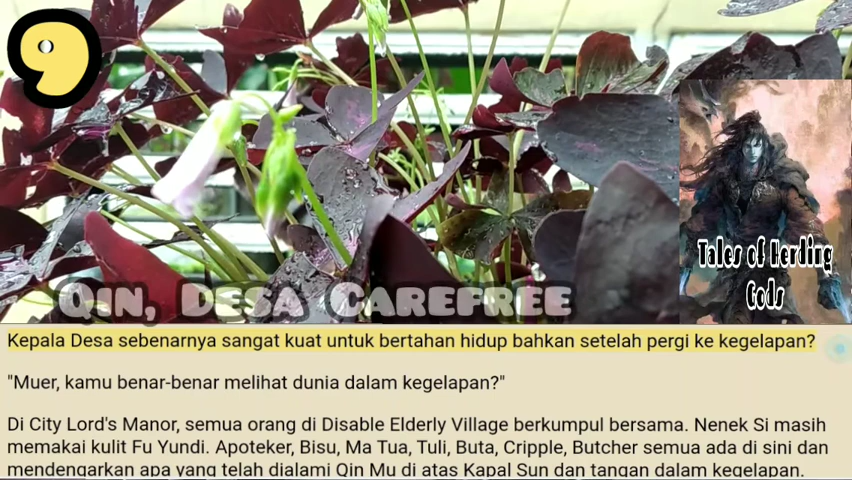 9
Tales of Herding
Gods
Qin, Desa Carefree
Kepala Desa sebenarnya sangat kuat untuk bertahan hidup bahkan setelah pergi ke kegelapan?
"Muer, kamu benar-benar melihat dunia dalam kegelapan?"
Di City Lord's Manor, semua orang di Disable Elderly Village berkumpul bersama. Nenek Si masih
memakai kulit Fu Yundi. Apoteker, Bisu, Ma Tua, Tuli, Buta, Cripple, Butcher semua ada di sini dan
mendengarkan apa yang telah dialami Qin Mu di atas Kapal Sun dan tangan dalam kegelapan.